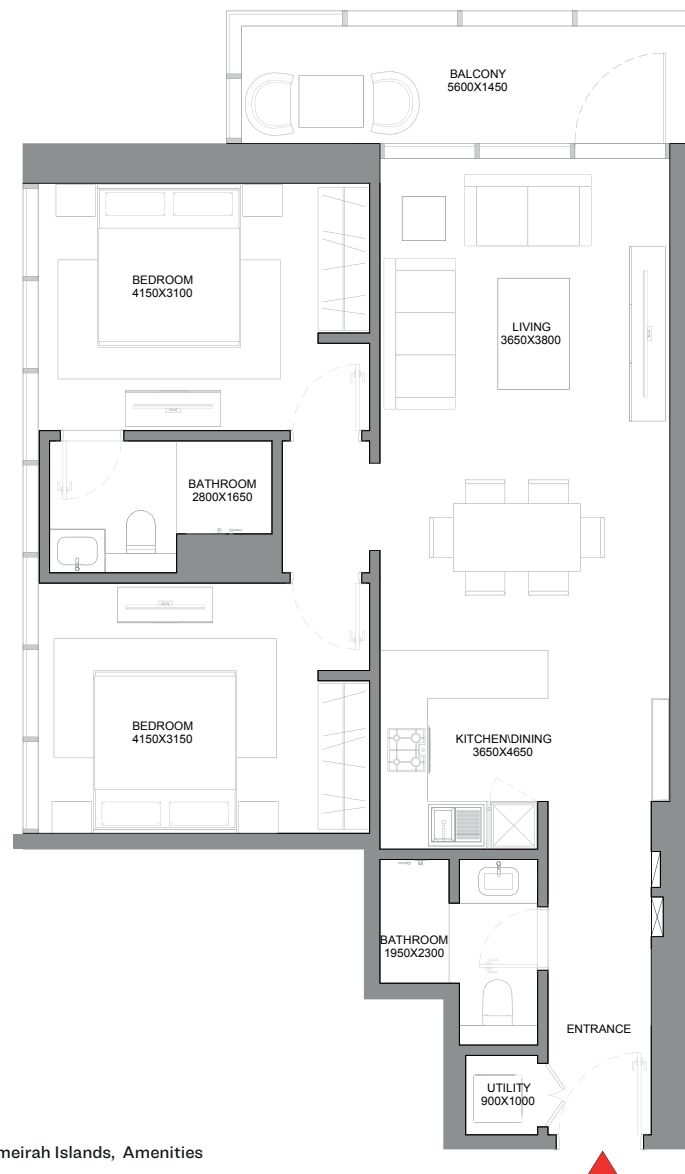 BALCONY
5600X1450
BEDROOM
4150X3100
LIVING
3650X3800
BATHROOM
2800X1650
BEDROOM
4150X3150
KITCHEN\DINING
3650X4650
BATHROOM
1950X2300
ENTRANCE
UTILITY
900X1000
Islands, Amenities